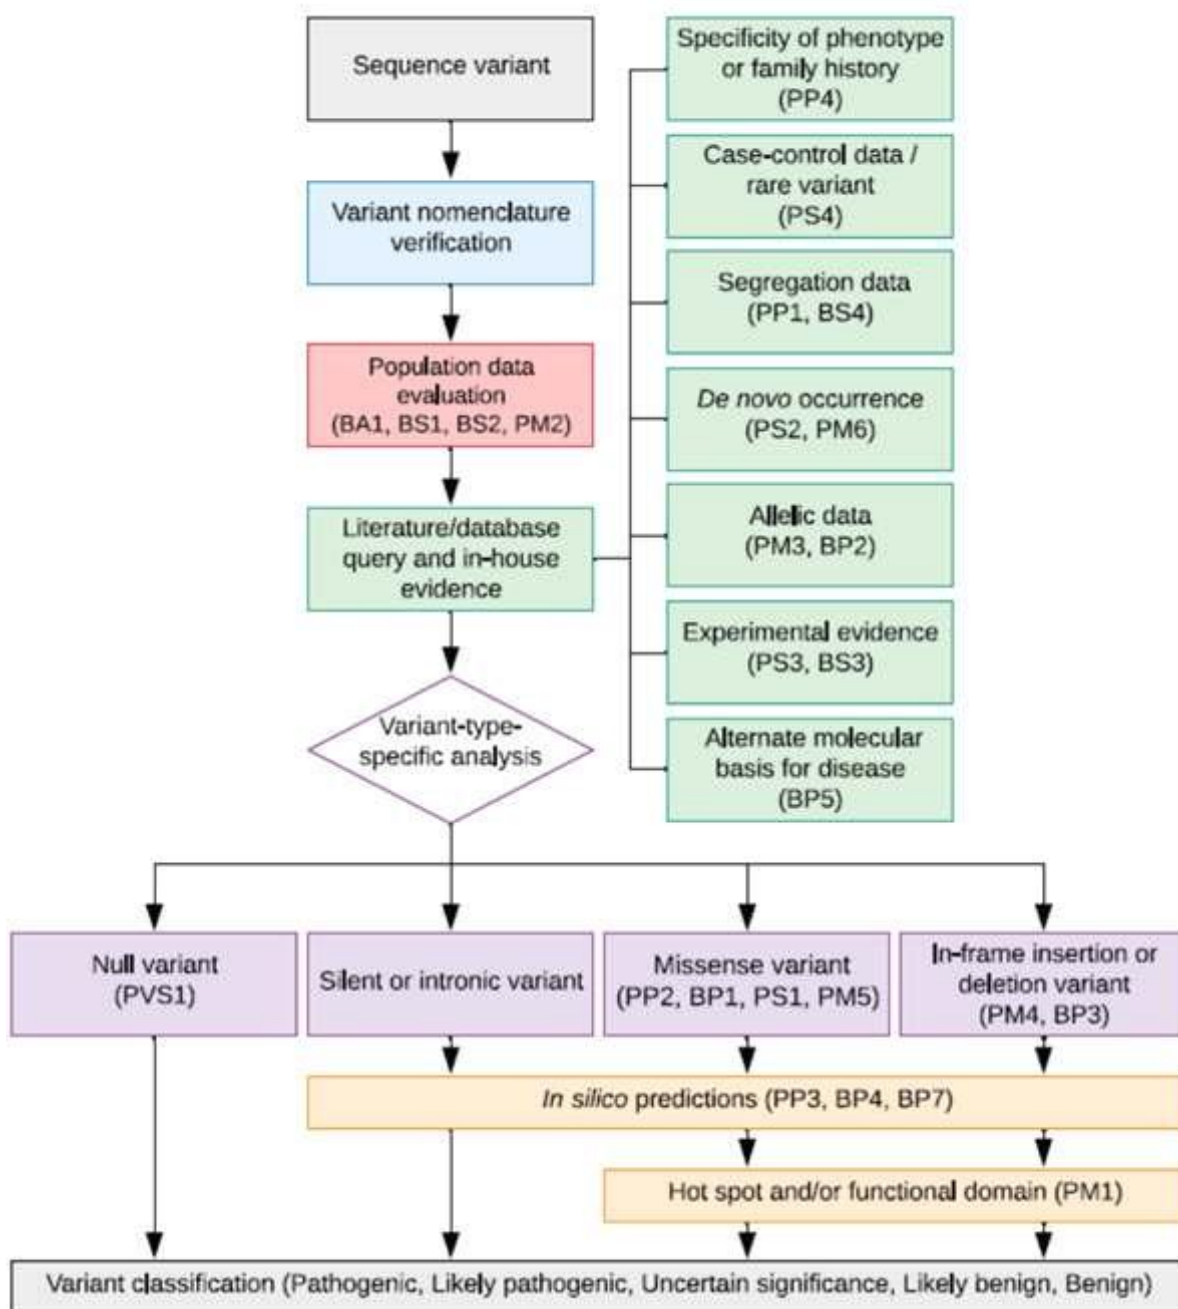 Sequence variant
Variant nomenclature
verification
Population data
evaluation
(BA1, BS1, BS2, PM2)
Literature/database
query and in-house
evidence
Specificity of phenotype
or family history
(PP4)
Case-control data /
rare variant
(PS4)
Segregation data
(PP1, BS4)
De novo occurrence
(PS2, PM6)
Allelic data
(PM3, BP2)
Experimental evidence
(PS3, BS3)
Alternate molecular
basis for disease
(BP5)
Variant-type-
specific analysis
Null variant
(PVS1)
Silent or intronic variant
Missense variant
(PP2, BP1, PS1, PM5)
In-frame insertion or
deletion variant
(PM4, BP3)
In silico predictions (PP3, BP4, BP7)
Hot spot and/or functional domain (PM1)
Variant classification (Pathogenic, Likely pathogenic, Uncertain significance, Likely benign, Benign)